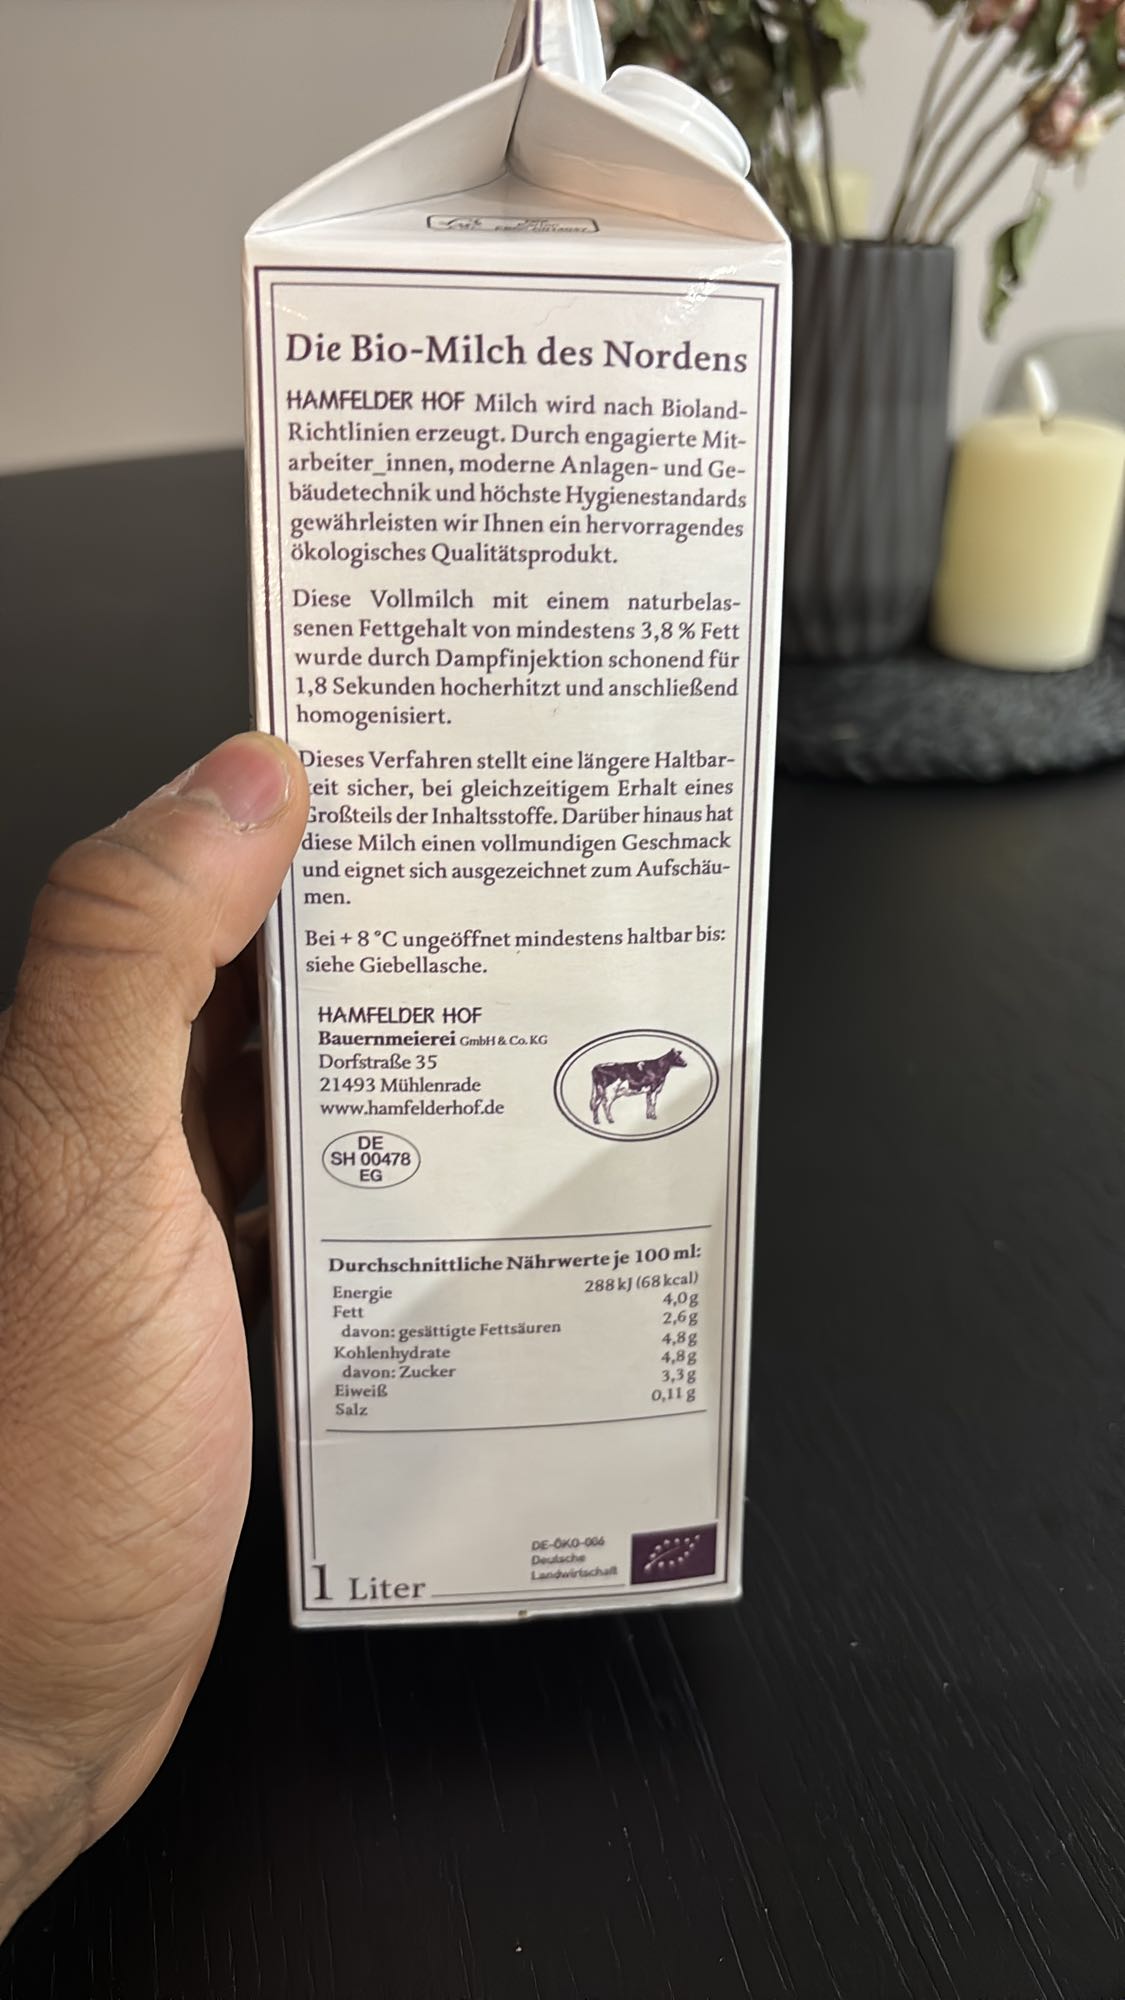 Die Bio-Milch des Nordens
HAMFELDER HOF Milch wird nach Bioland-
Richtlinien erzeugt. Durch engagierte Mit-
arbeiter_innen, moderne Anlagen- und Ge-
bäudetechnik und höchste Hygienestandards
gewährleisten wir Ihnen ein hervorragendes
ökologisches Qualitätsprodukt.
Diese Vollmilch mit einem naturbelas-
senen Fettgehalt von mindestens 3,8 % Fett
wurde durch Dampfinjektion schonend für
1,8 Sekunden hocherhitzt und anschließend
homogenisiert.
Dieses Verfahren stellt eine längere Haltbar-
eit sicher, bei gleichzeitigem Erhalt eines
Großteils der Inhaltsstoffe. Darüber hinaus hat
diese Milch einen vollmundigen Geschmack
und eignet sich ausgezeichnet zum Aufschäu-
men.
Bei + 8 °C ungeöffnet mindestens haltbar bis:
siehe Giebellasche.
HAMFELDER HOF
Bauernmeierei GmbH & Co. KG
Dorfstraße 35
21493 Mühlenrade
www.hamfelderhof.de
DE
SH 00478
EG
Durchschnittliche Nährwerte je 100 ml:
Energie 288 kJ (68 kcal)
Fett 4,0 g
davon: gesättigte Fettsäuren 2,6 g
Kohlenhydrate 4,8 g
davon: Zucker 4,8 g
Eiweiß 3,3 g
Salz 0,11 g
DE-ÖKO-006
Deutsche
Landwirtschaft
1 Liter